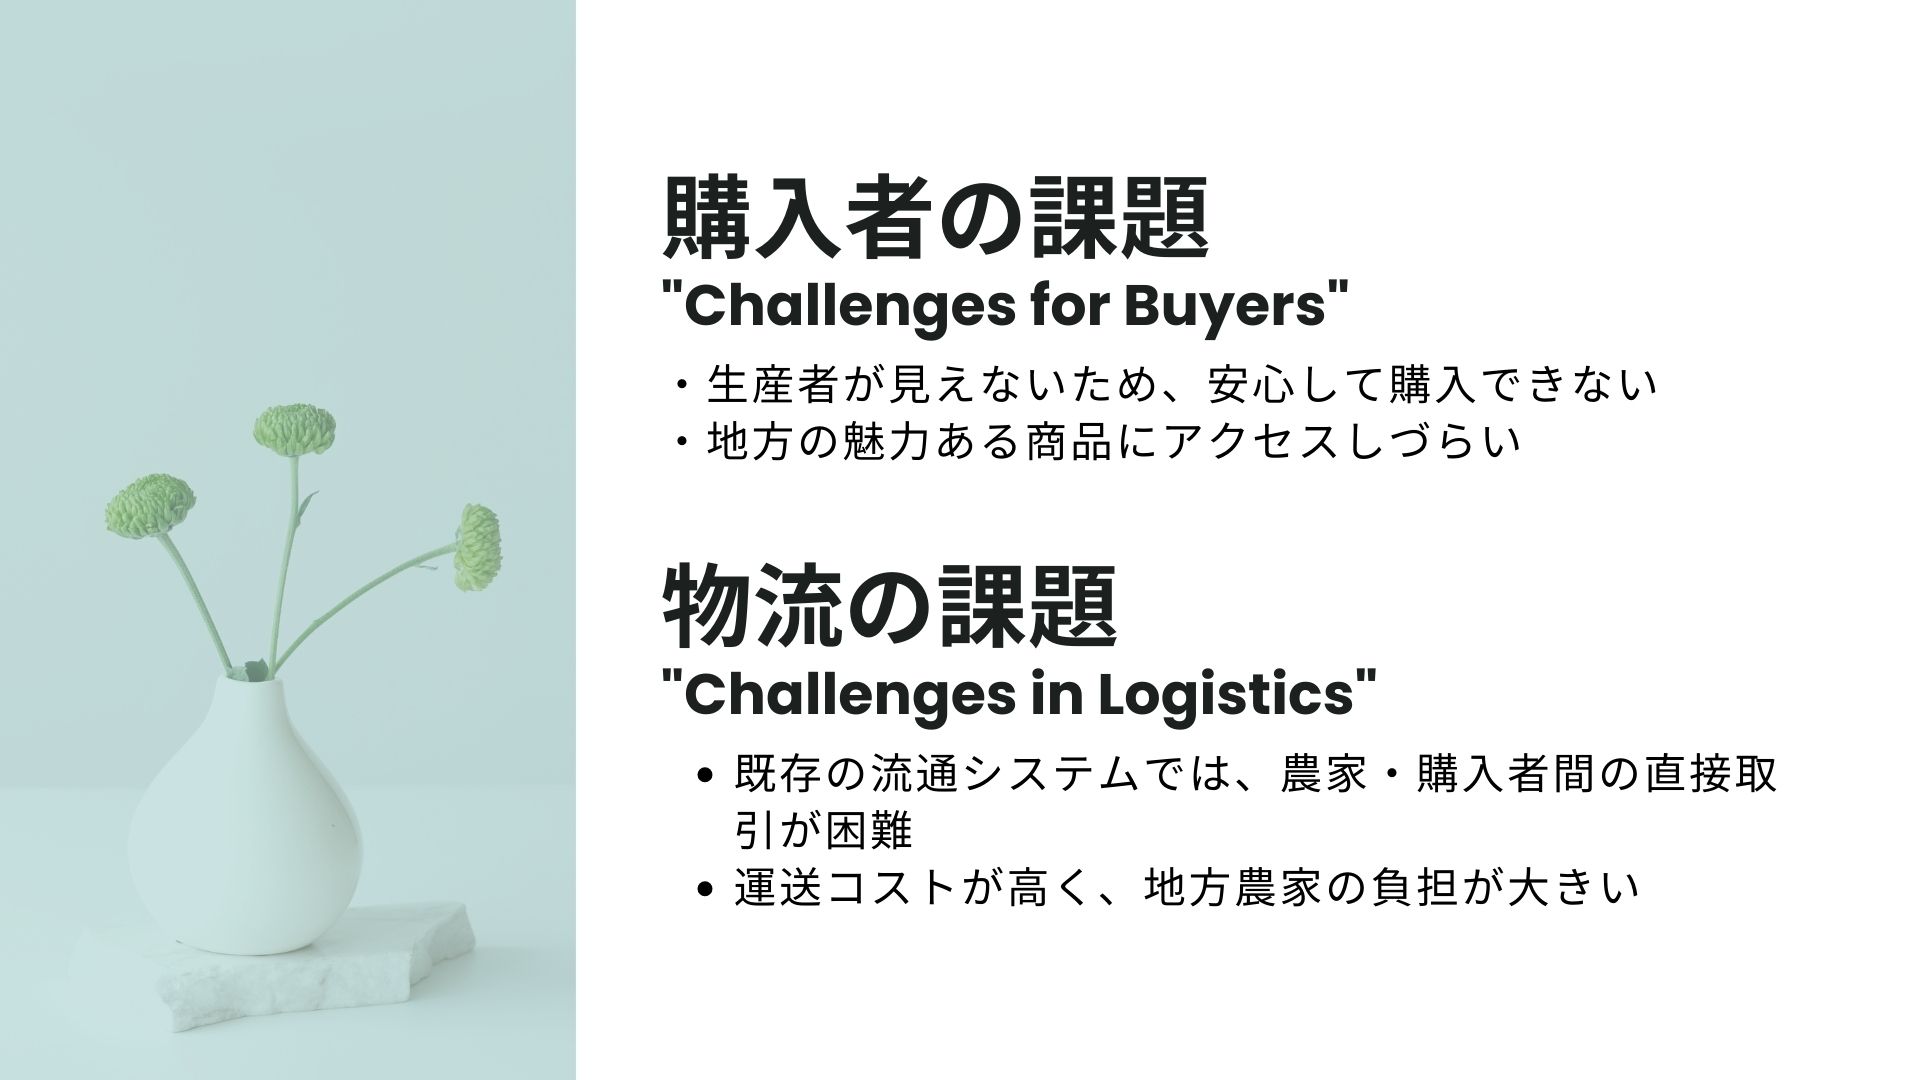 購入者の課題
"Challenges for Buyers"
・生産者が見えないため、安心して購入できない
・地方の魅力ある商品にアクセスしづらい
物流の課題
"Challenges in Logistics"
• 既存の流通システムでは、農家・購入者間の直接取
引が困難
• 運送コストが高く、地方農家の負担が大きい